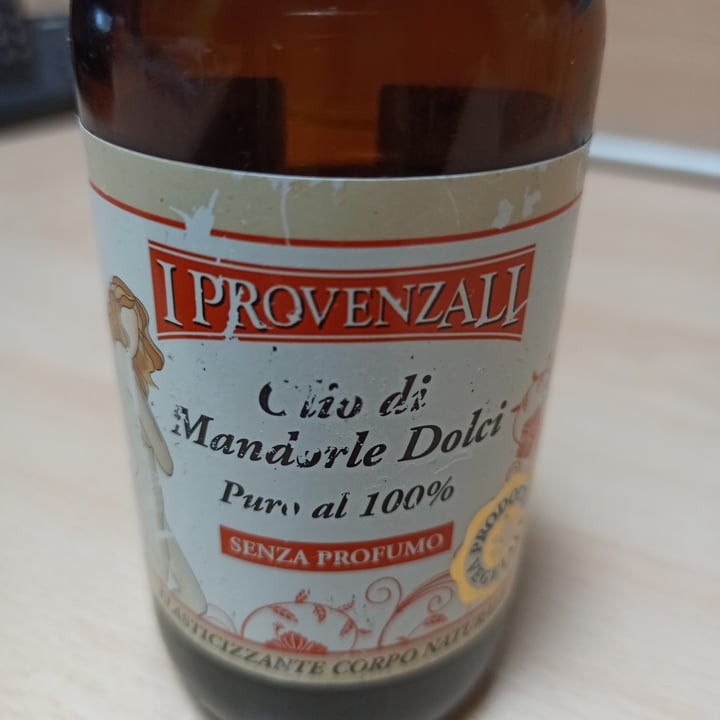 I PROVENZALI
Olio di
Mandorle Dolci
Puro al 100%
SENZA PROFUMO
ELASTICIZZANTE CORPO